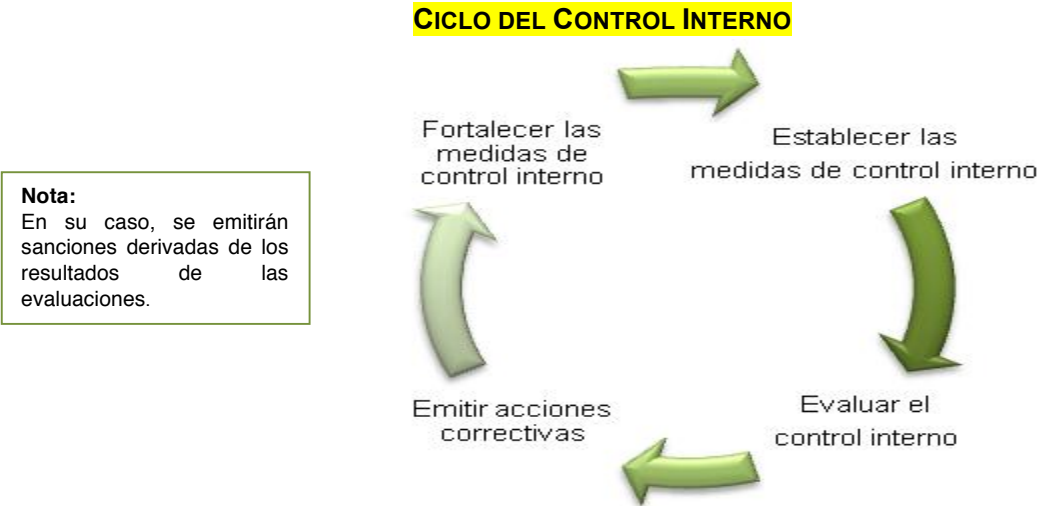 CICLO DEL CONTROL INTERNO
Fortalecer las
medidas de
control interno
Establecer las
medidas de control interno
Nota:
En su caso, se emitirán
sanciones derivadas de los
resultados de las
evaluaciones.
Evaluar el
control interno
Emitir acciones
correctivas